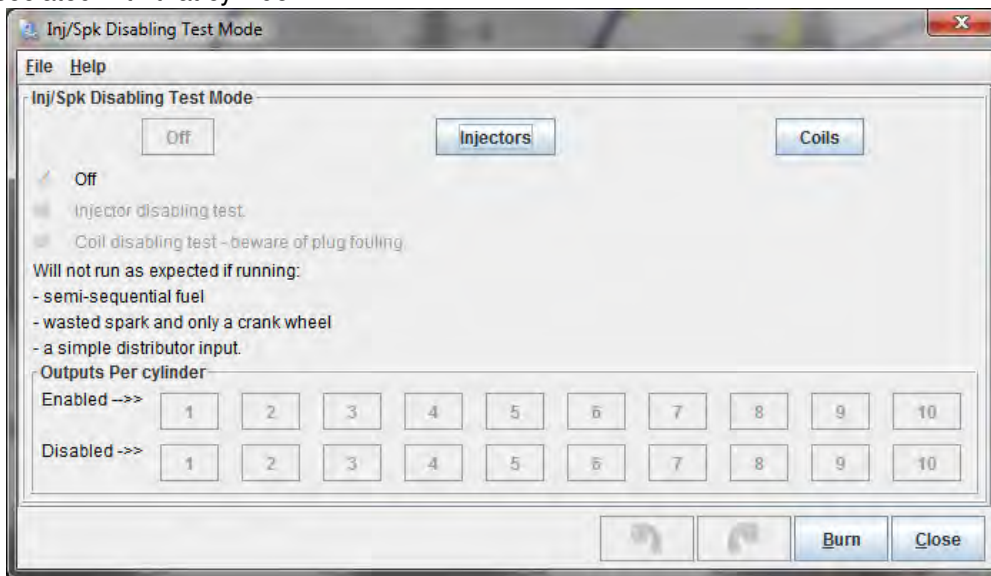 Inj/Spk Disabling Test Mode
File Help
Inj/Spk Disabling Test Mode
Off Injectors Coils
Off
Injector disabling test.
Coil disabling test - beware of plug fouling
Will not run as expected if running:
- semi-sequential fuel
- wasted spark and only a crank wheel
- a simple distributor input.
Outputs Per cylinder
Enabled -->> 1 2 3 4 5 6 7 8 9 10
Disabled ->> 1 2 3 4 5 6 7 8 9 10
Burn Close